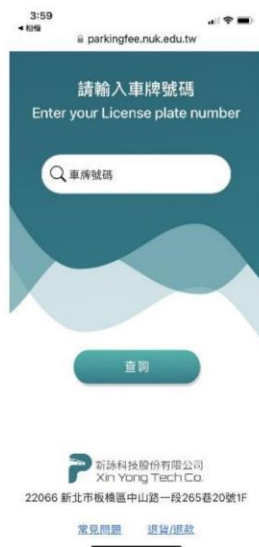 3:59
◀ 相機
parkingfee.nuk.edu.tw
請輸入車牌號碼
Enter your License plate number
車牌號碼
查詢
新詠科技股份有限公司
Xin Yong Tech Co.
22066 新北市板橋區中山路一段265巷20號1F
常見問題 退貨/退款